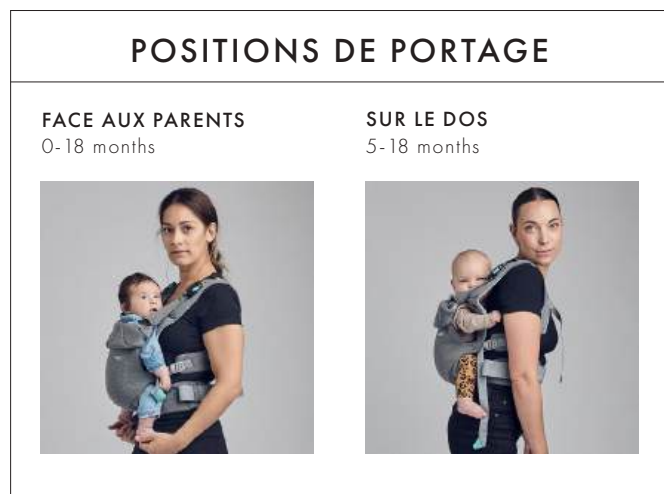 POSITIONS DE PORTAGE
FACE AUX PARENTS
0-18 months
SUR LE DOS
5-18 months